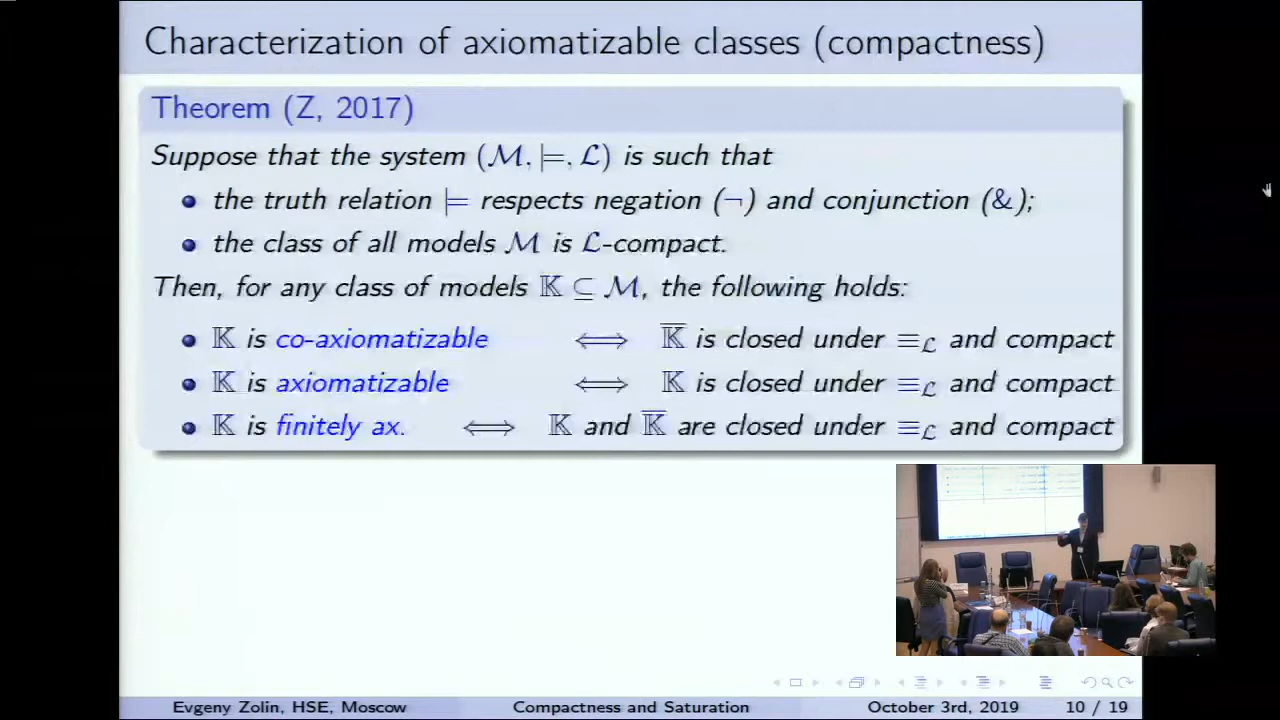 Characterization of axiomatizable classes (compactness)
Theorem (Z, 2017)
Suppose that the system (ℳ, ⊨, ℒ) is such that
the truth relation ⊨ respects negation (¬) and conjunction (&);
the class of all models ℳ is ℒ-compact.
Then, for any class of models 𝕂 ⊆ ℳ, the following holds:
𝕂 is co-axiomatizable ⟺ 𝕂̅ is closed under ≡ℒ and compact
𝕂 is axiomatizable ⟺ 𝕂 is closed under ≡ℒ and compact
𝕂 is finitely ax. ⟺ 𝕂 and 𝕂̅ are closed under ≡ℒ and compact
Evgeny Zolin, HSE, Moscow Compactness and Saturation October 3rd, 2019 10 / 19